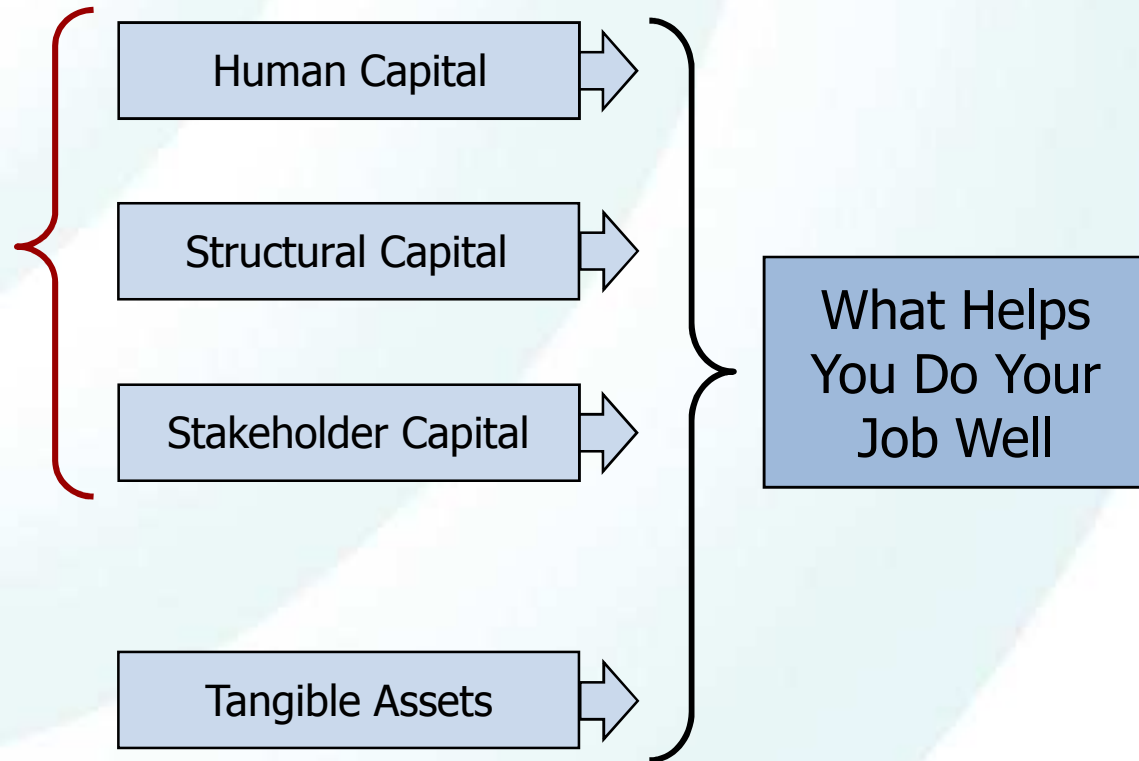 Human Capital
Structural Capital
Stakeholder Capital
Tangible Assets
What Helps
You Do Your
Job Well